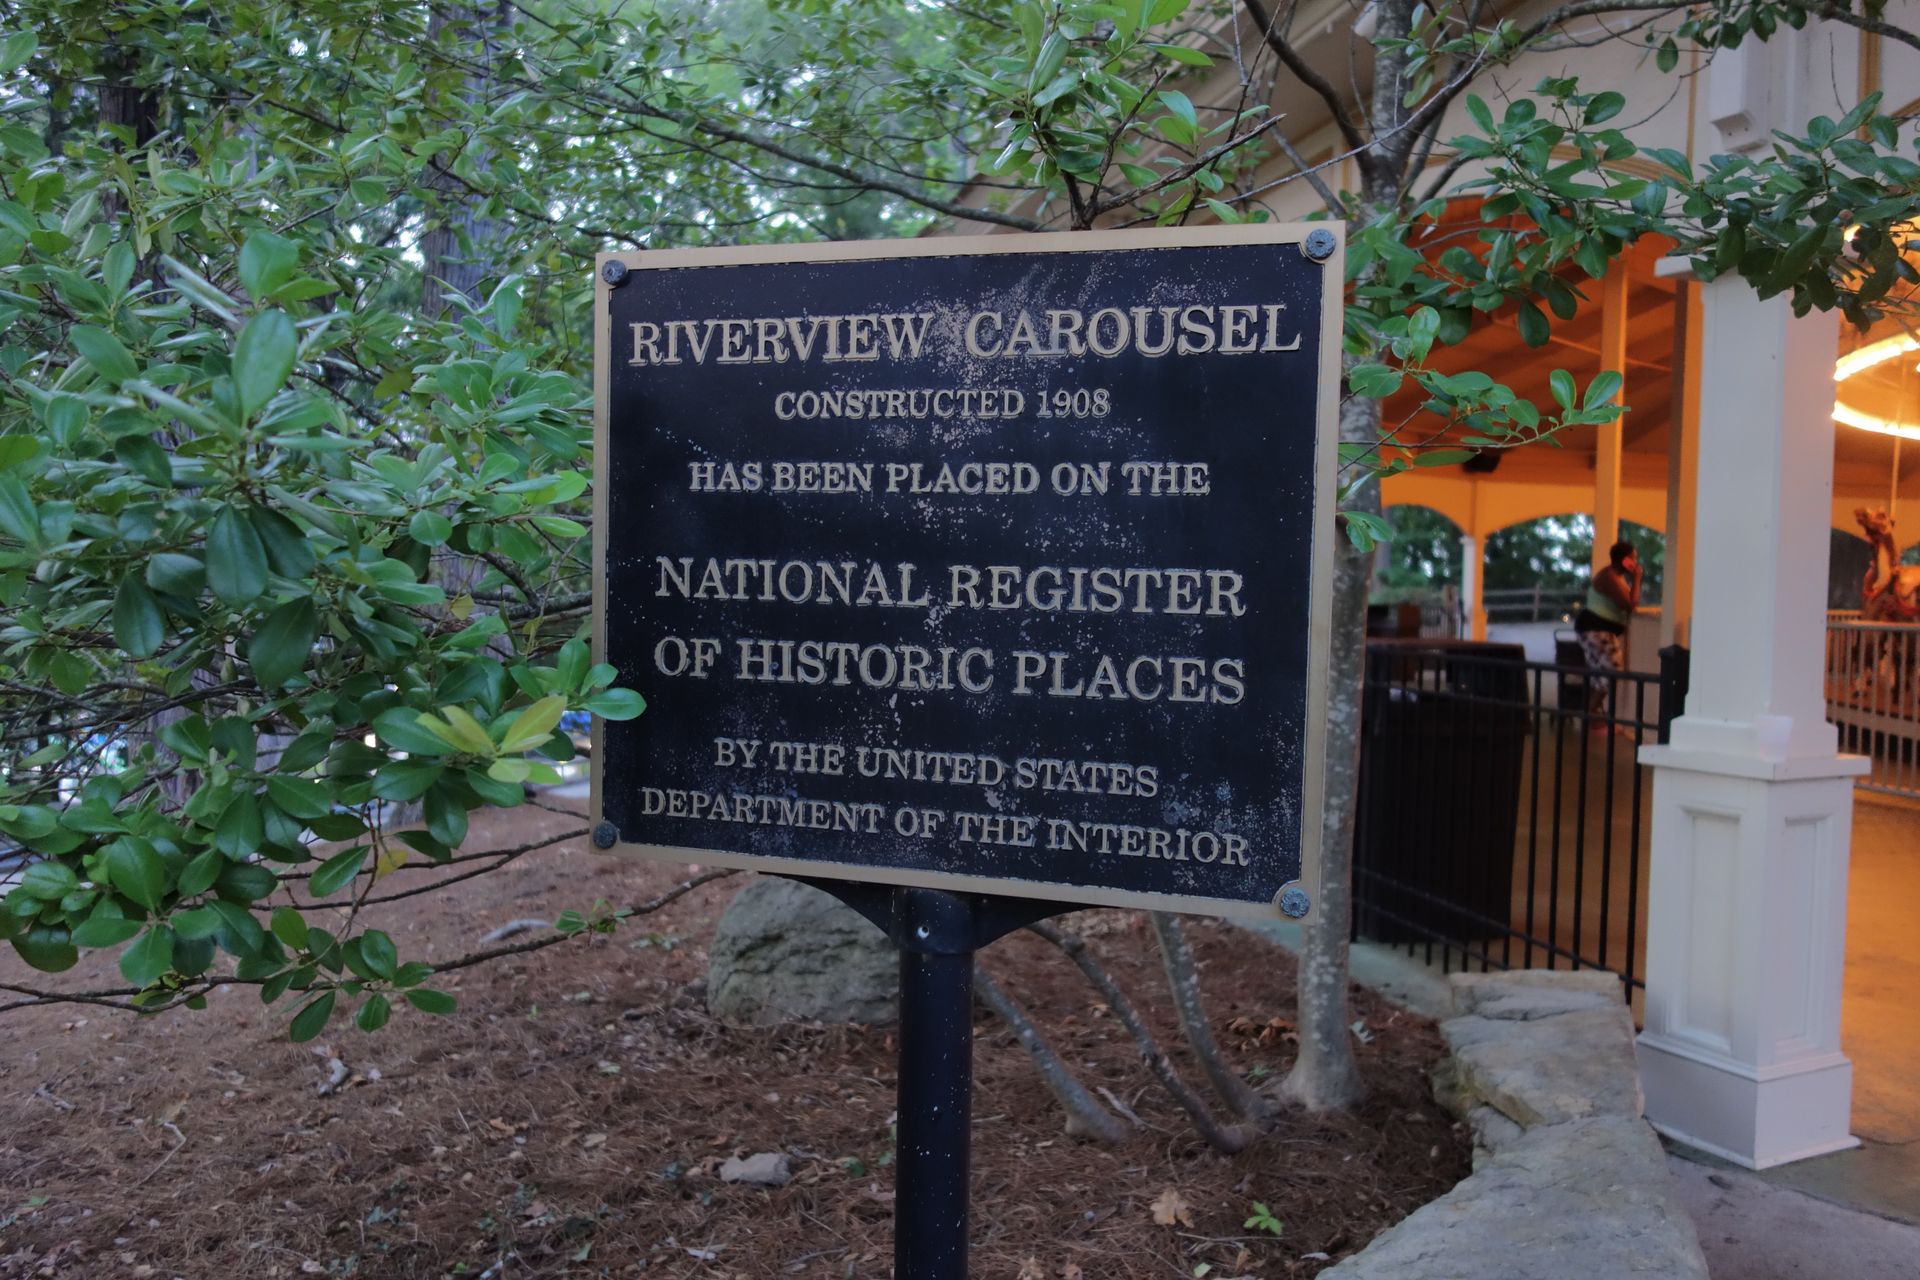 RIVERVIEW CAROUSEL
CONSTRUCTED 1908
HAS BEEN PLACED ON THE
NATIONAL REGISTER
OF HISTORIC PLACES
BY THE UNITED STATES
DEPARTMENT OF THE INTERIOR